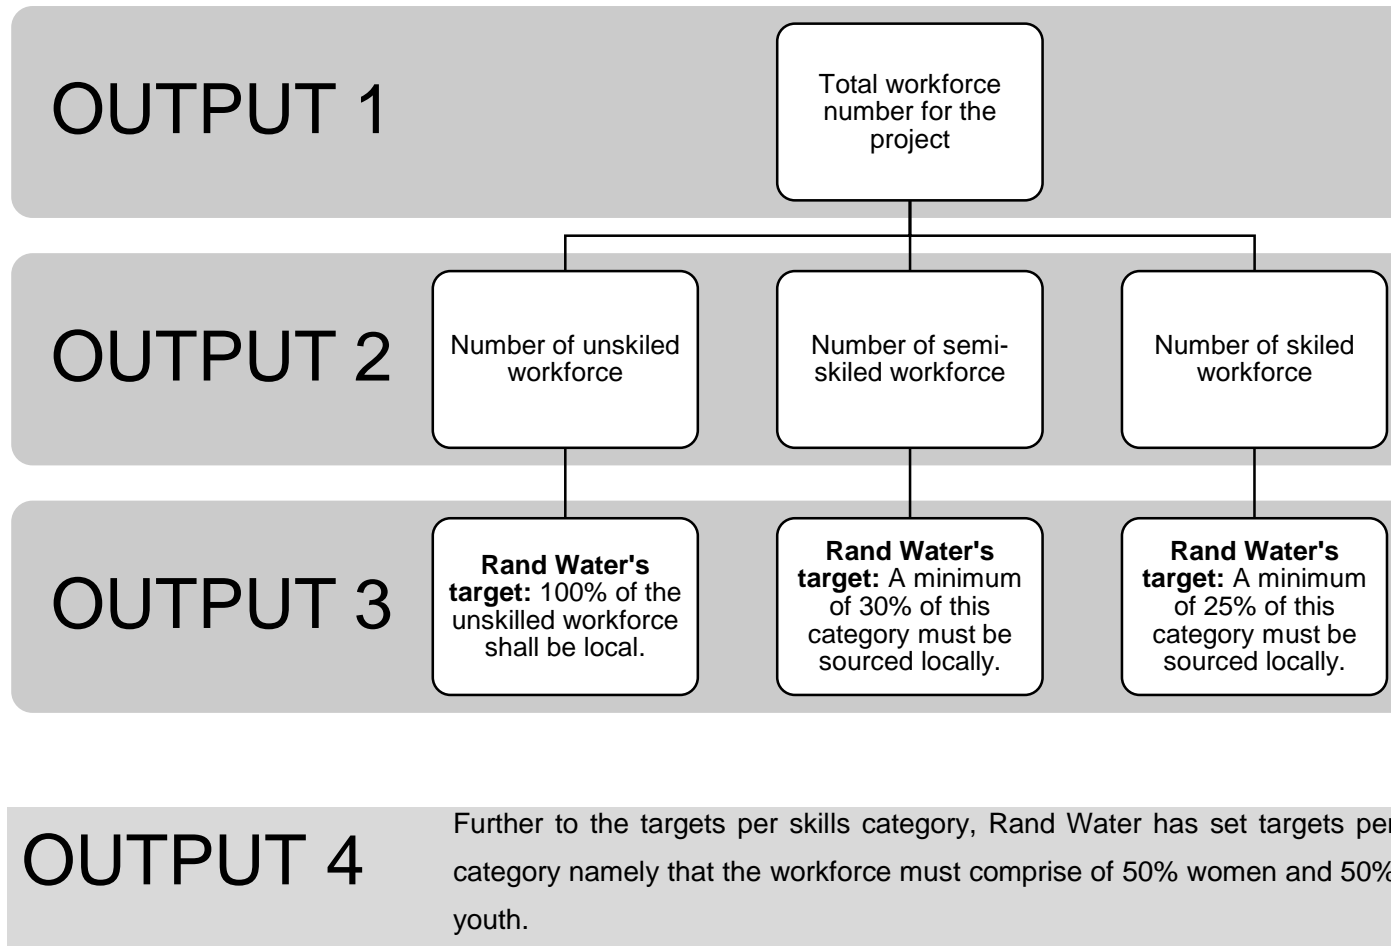 OUTPUT 1
Total workforce
number for the
project
OUTPUT 2
Number of unskiled
workforce
Number of semi-
skiled workforce
Number of skiled
workforce
OUTPUT 3
Rand Water's
target: 100% of the
unskilled workforce
shall be local.
Rand Water's
target: A minimum
of 30% of this
category must be
sourced locally.
Rand Water's
target: A minimum
of 25% of this
category must be
sourced locally.
OUTPUT 4
Further to the targets per skills category, Rand Water has set targets per
category namely that the workforce must comprise of 50% women and 50%
youth.